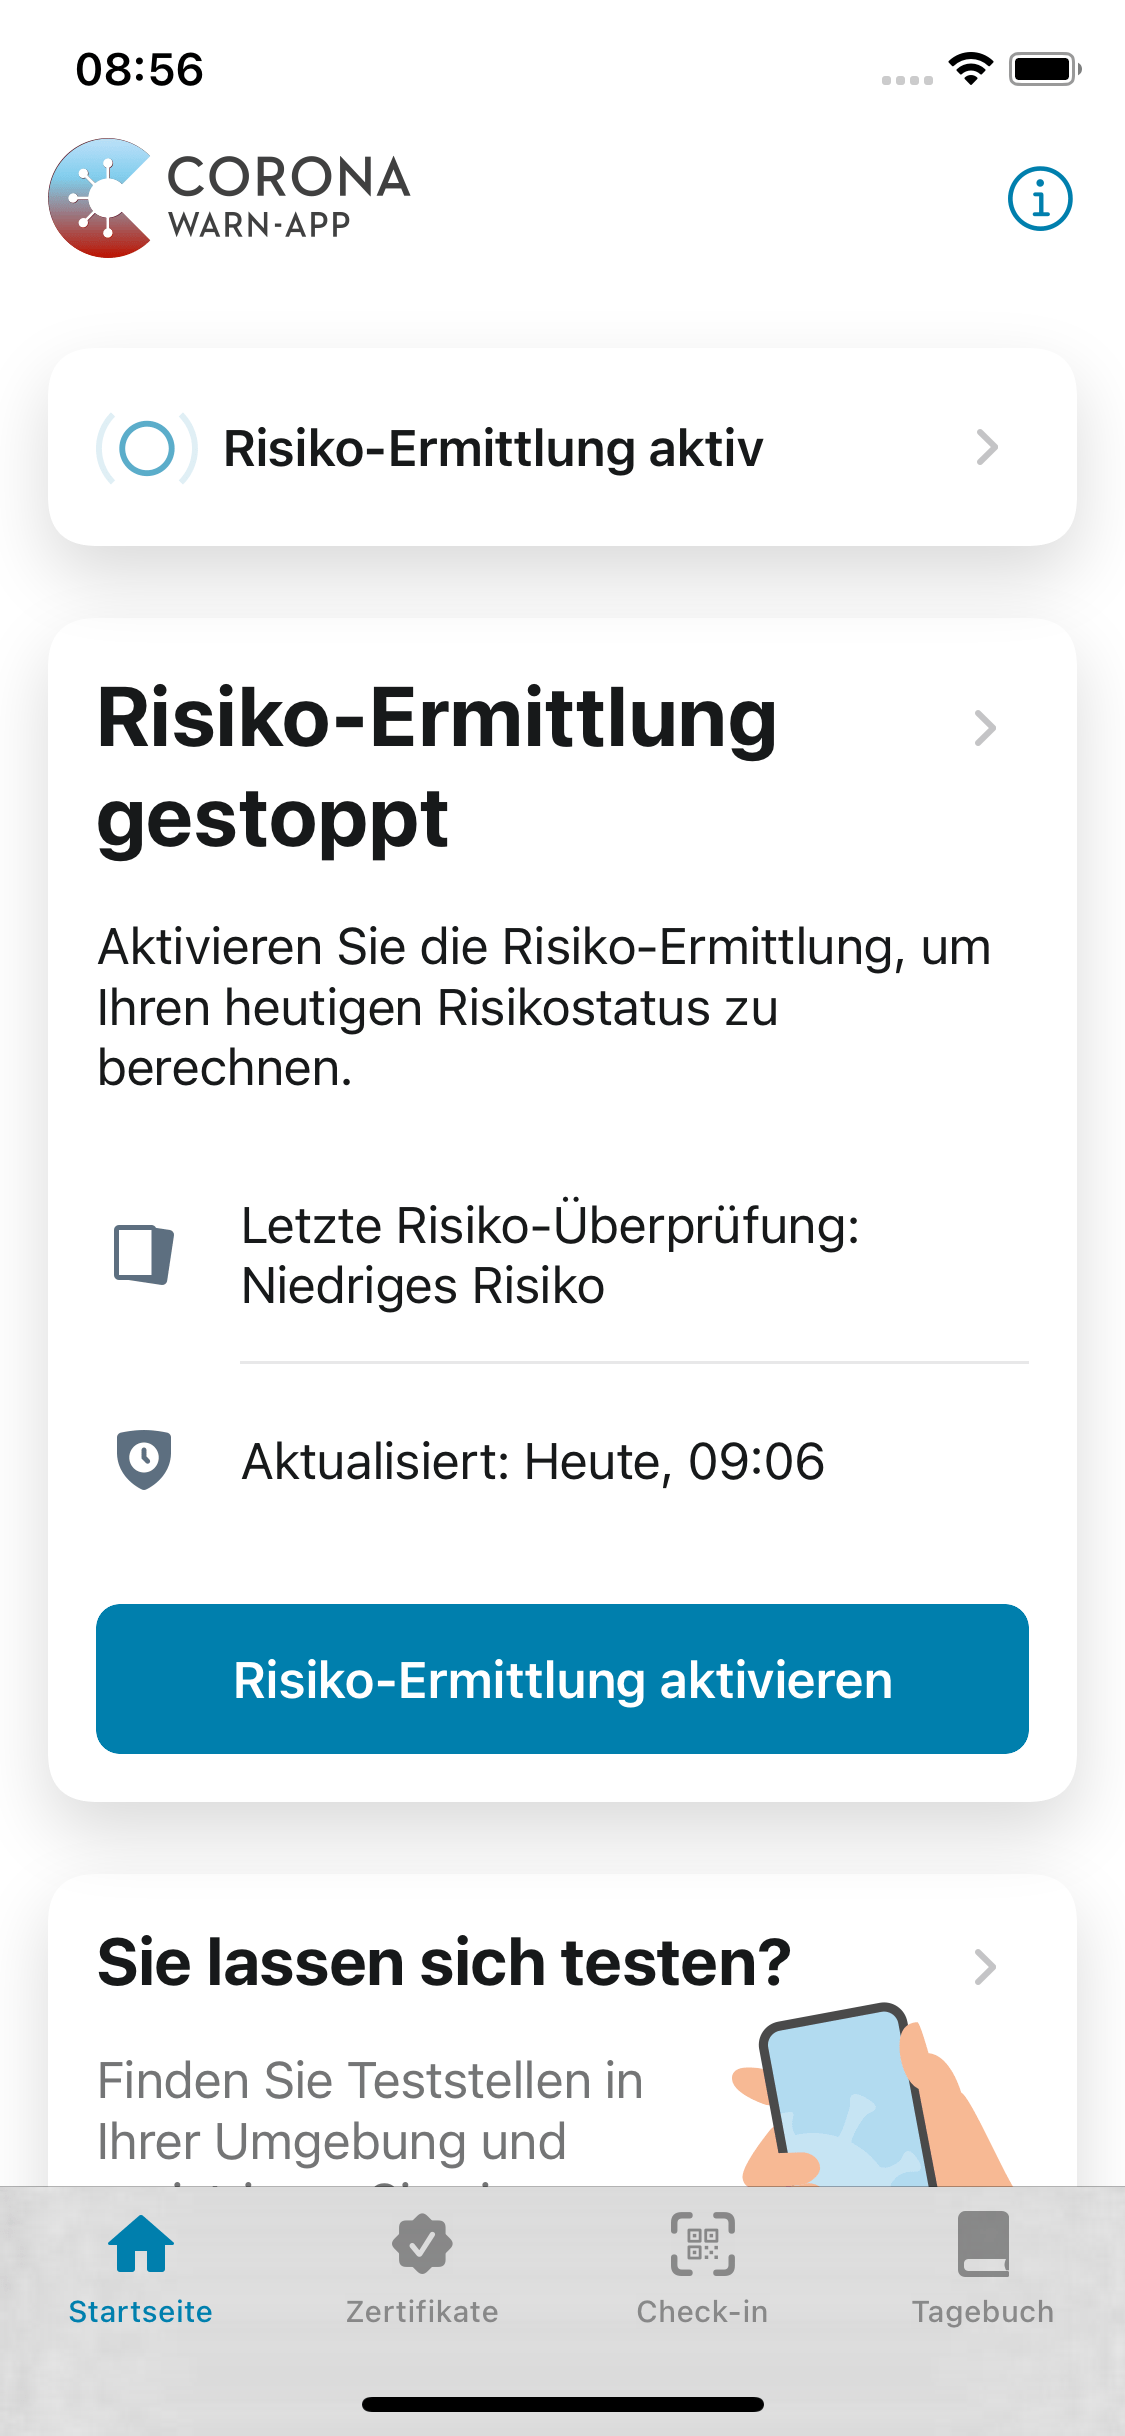 08:56
CORONA
WARN-APP
Risiko-Ermittlung aktiv
Risiko-Ermittlung
gestoppt
Aktivieren Sie die Risiko-Ermittlung, um
Ihren heutigen Risikostatus zu
berechnen.
Letzte Risiko-Überprüfung:
Niedriges Risiko
Aktualisiert: Heute, 09:06
Risiko-Ermittlung aktivieren
Sie lassen sich testen?
Finden Sie Teststellen in
Ihrer Umgebung und
Startseite
Zertifikate
Check-in
Tagebuch